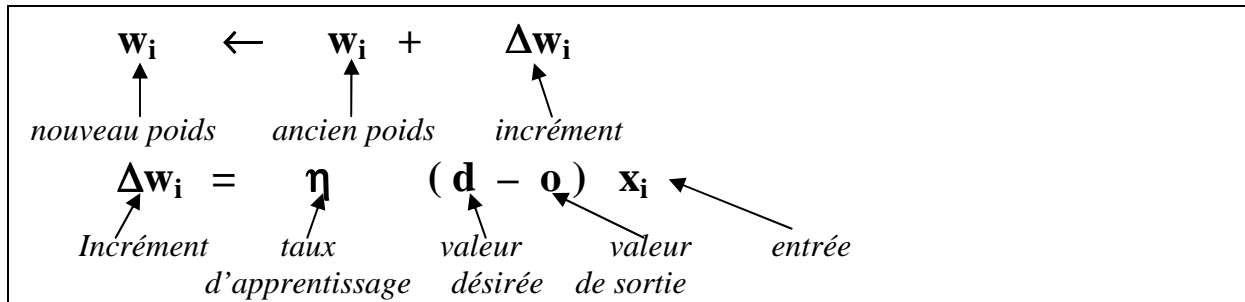 wᵢ ← wᵢ + Δwᵢ
nouveau poids ancien poids incrément
Δwᵢ = η ( d – o ) xᵢ
Incrément taux valeur valeur entrée
d’apprentissage désirée de sortie